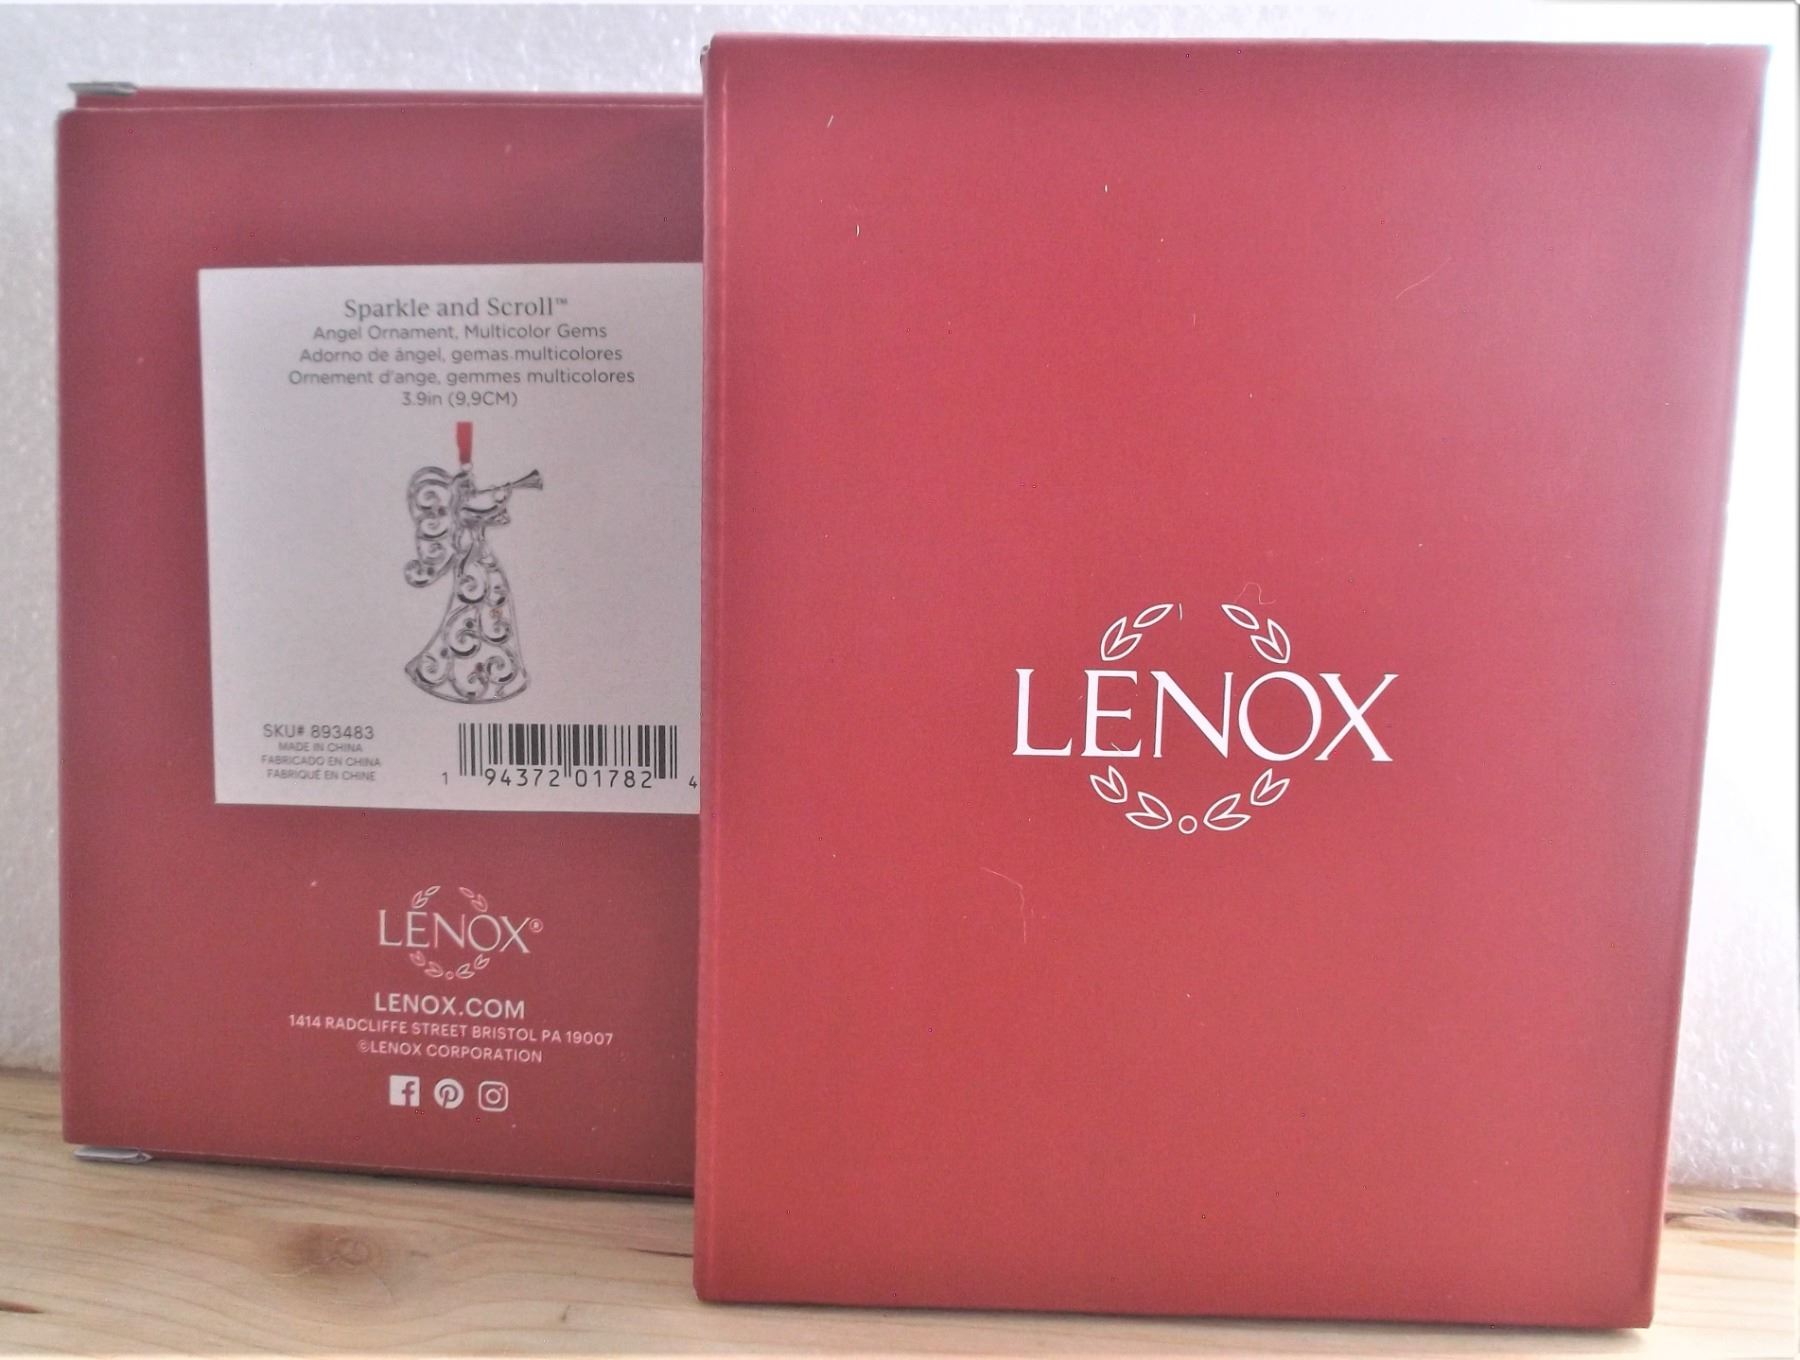 Sparkle and Scroll™
Angel Ornament, Multicolor Gems
Adorno de ángel, gemas multicolores
Ornement d'ange, gemmes multicolores
3.9in (9,9CM)
SKU# 893483
MADE IN CHINA
FABRICADO EN CHINA
FABRIQUÉ EN CHINE
1 94372 01782 4
LENOX®
LENOX.COM
1414 RADCLIFFE STREET BRISTOL PA 19007
©LENOX CORPORATION
LENOX